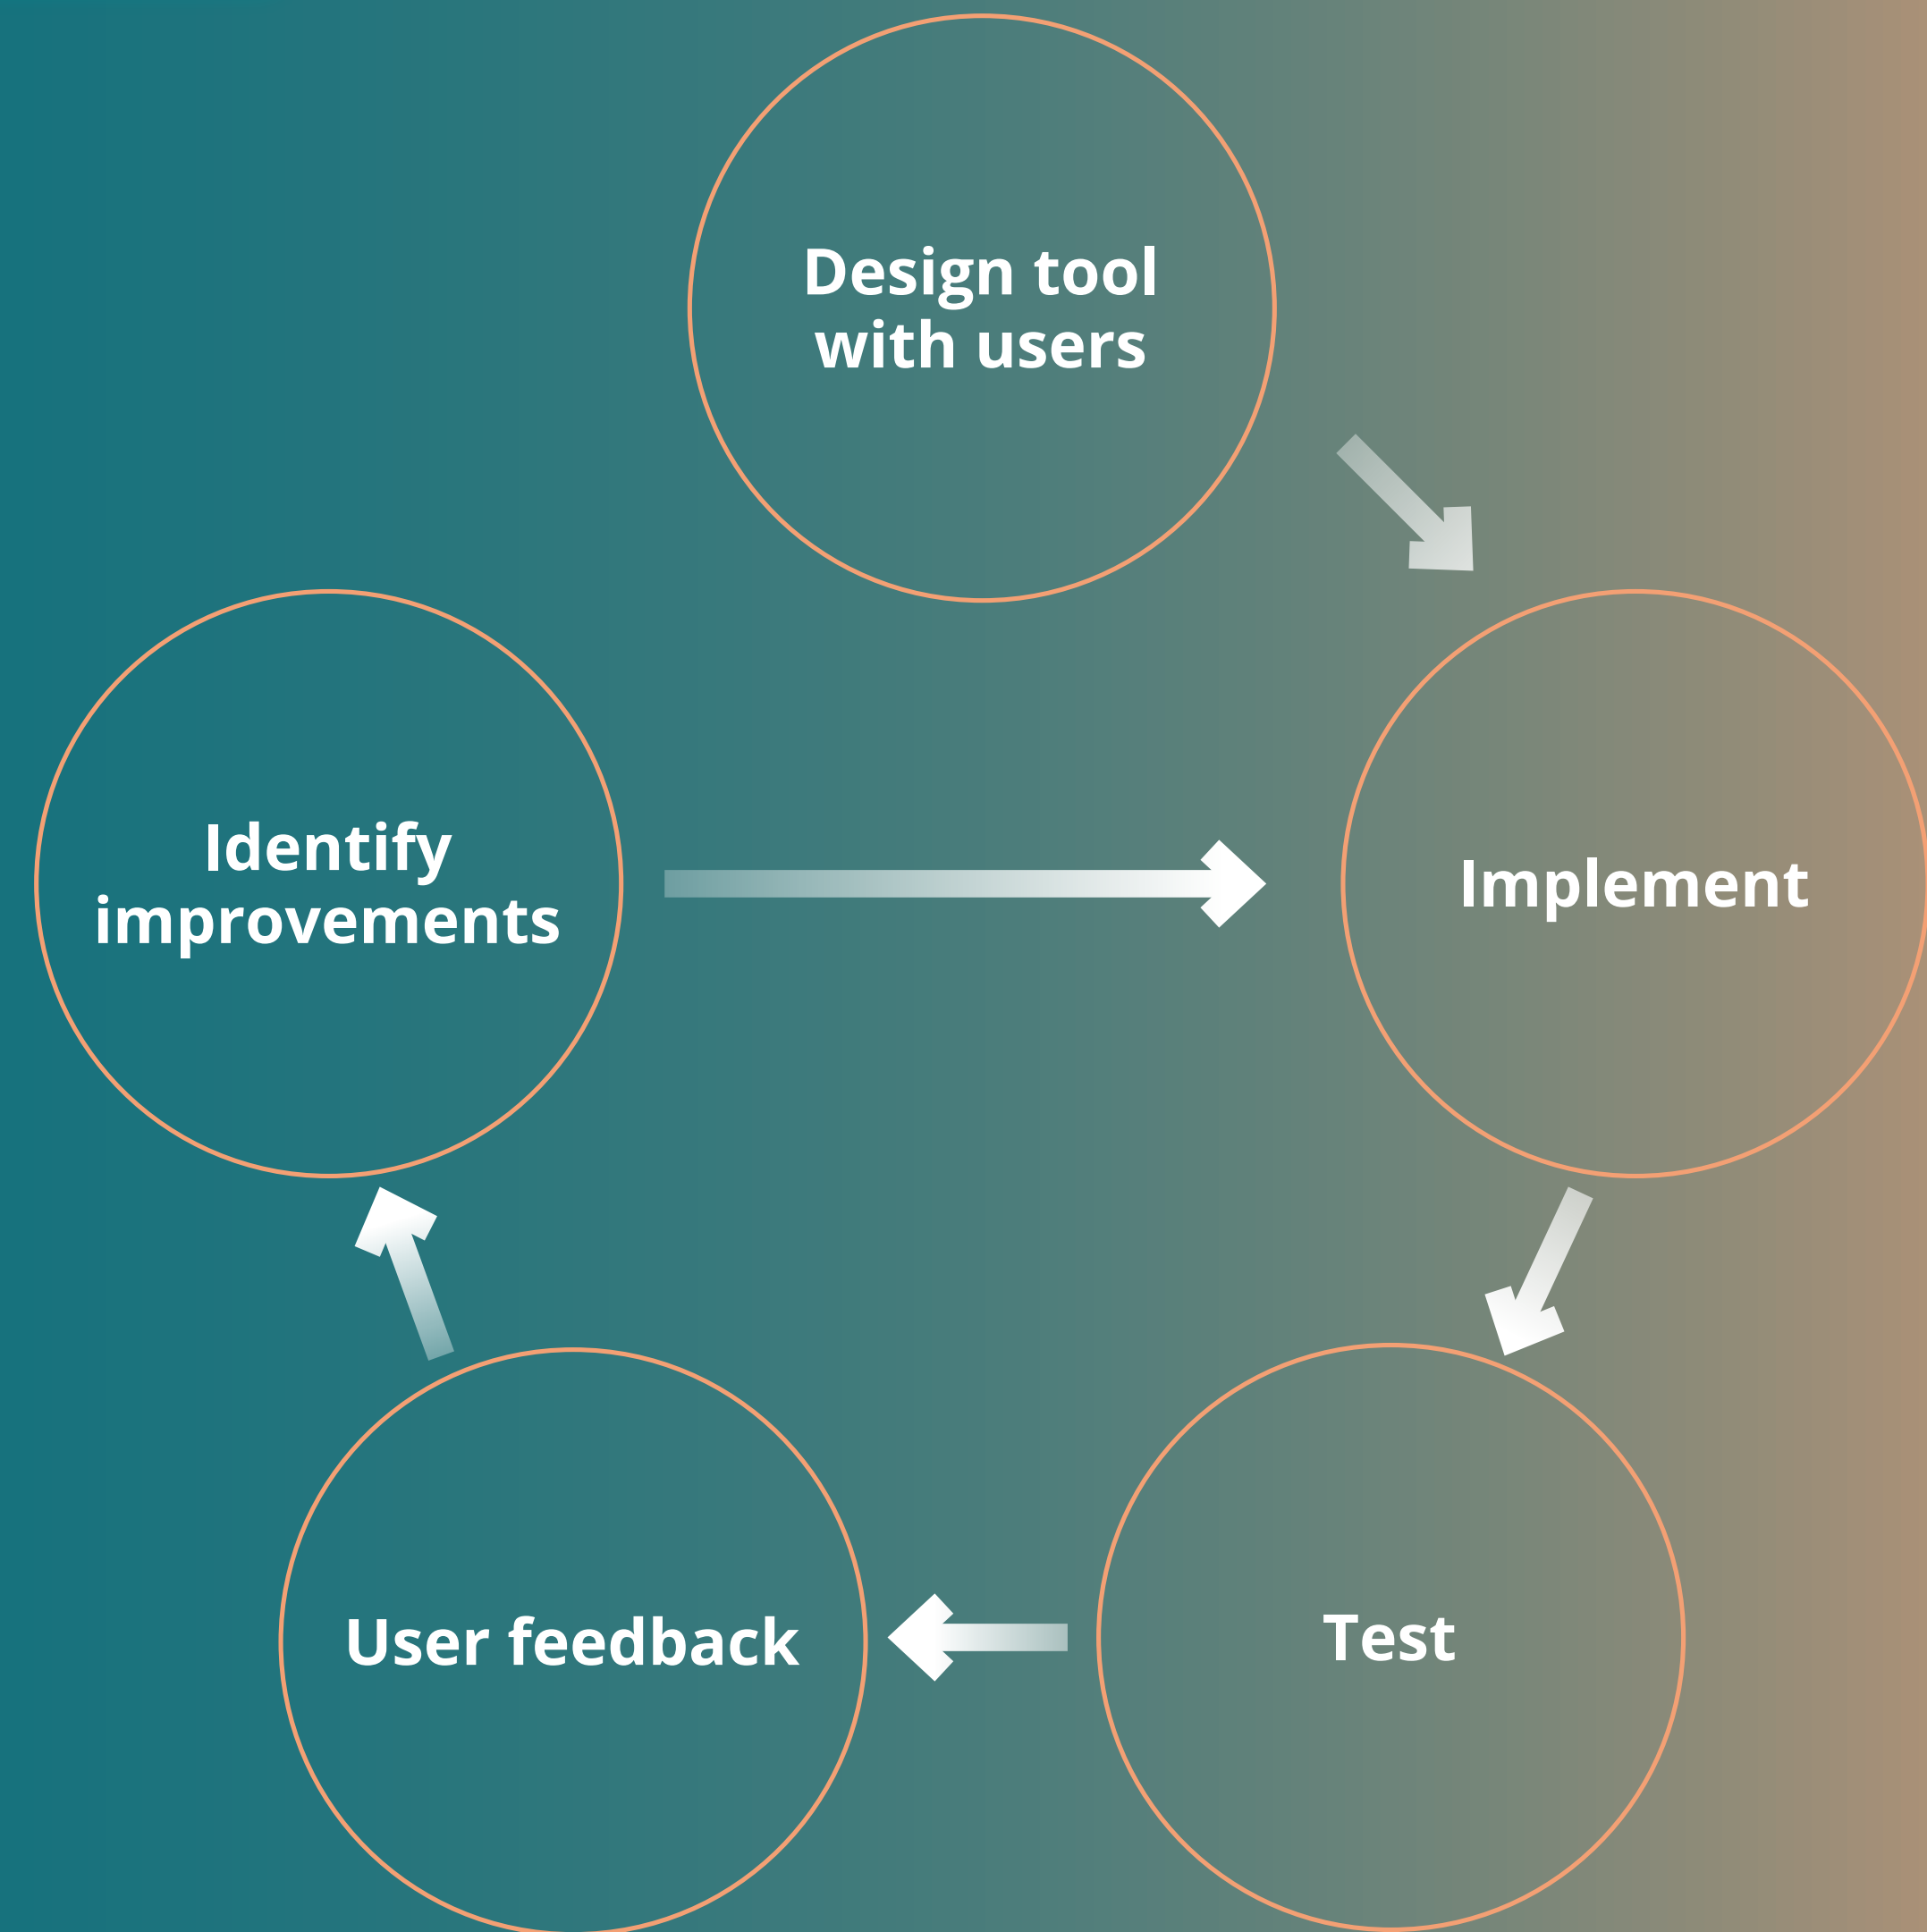 Design tool
with users
Identify
improvements
Implement
User feedback
Test